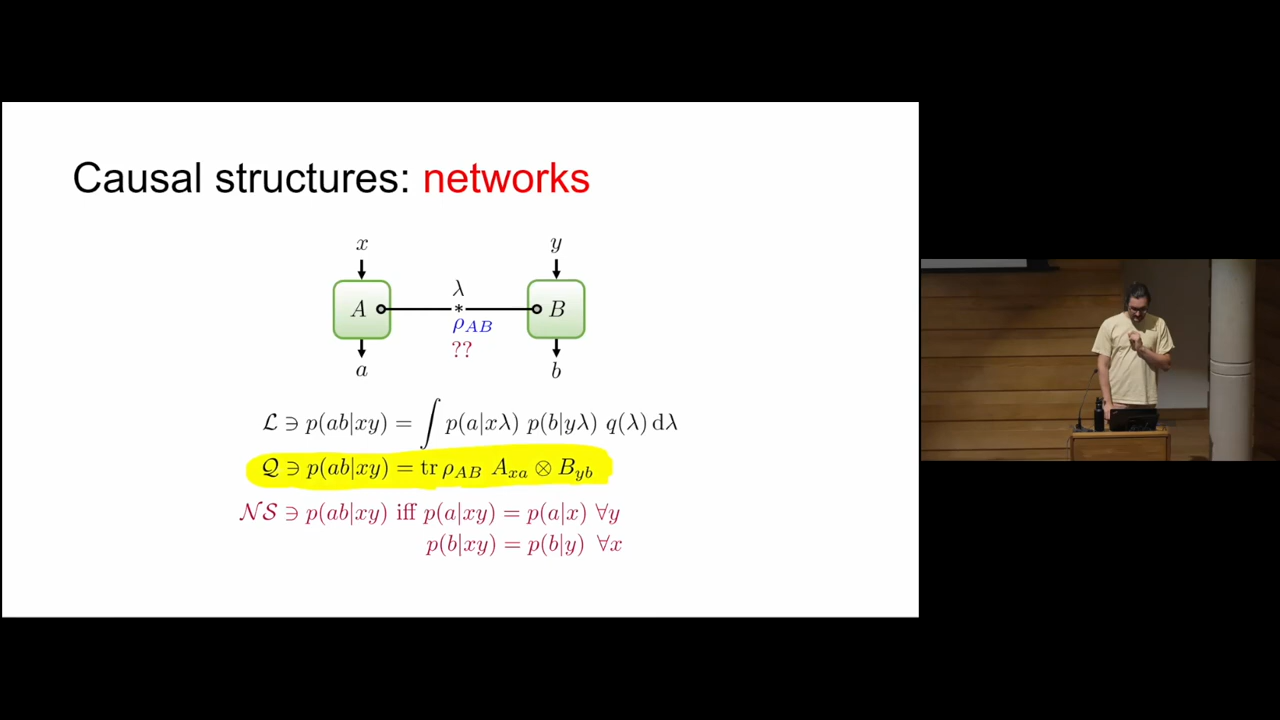 Causal structures: networks
x y
λ
A * B
ρ_AB
??
a b
ℒ ∋ p(ab|xy) = ∫ p(a|xλ) p(b|yλ) q(λ) dλ
𝒬 ∋ p(ab|xy) = tr ρ_AB A_xa ⊗ B_yb
𝒩𝒮 ∋ p(ab|xy) iff p(a|xy) = p(a|x) ∀y
p(b|xy) = p(b|y) ∀x